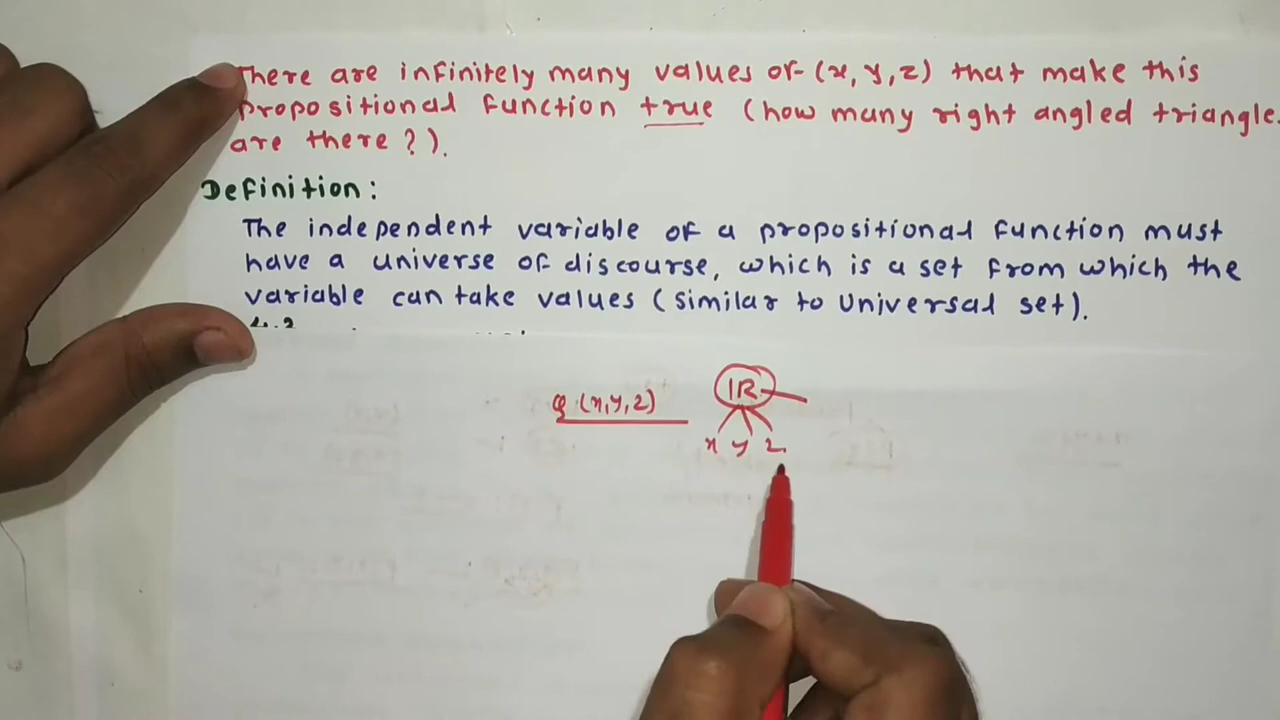 There are infinitely many values of (x, y, z) that make this
propositional function true (how many right angled triangle.
are there?).
Definition:
The independent variable of a propositional function must
have a universe of discourse, which is a set from which the
variable can take values (similar to universal set).
Q (x,y,z) IR
x y z